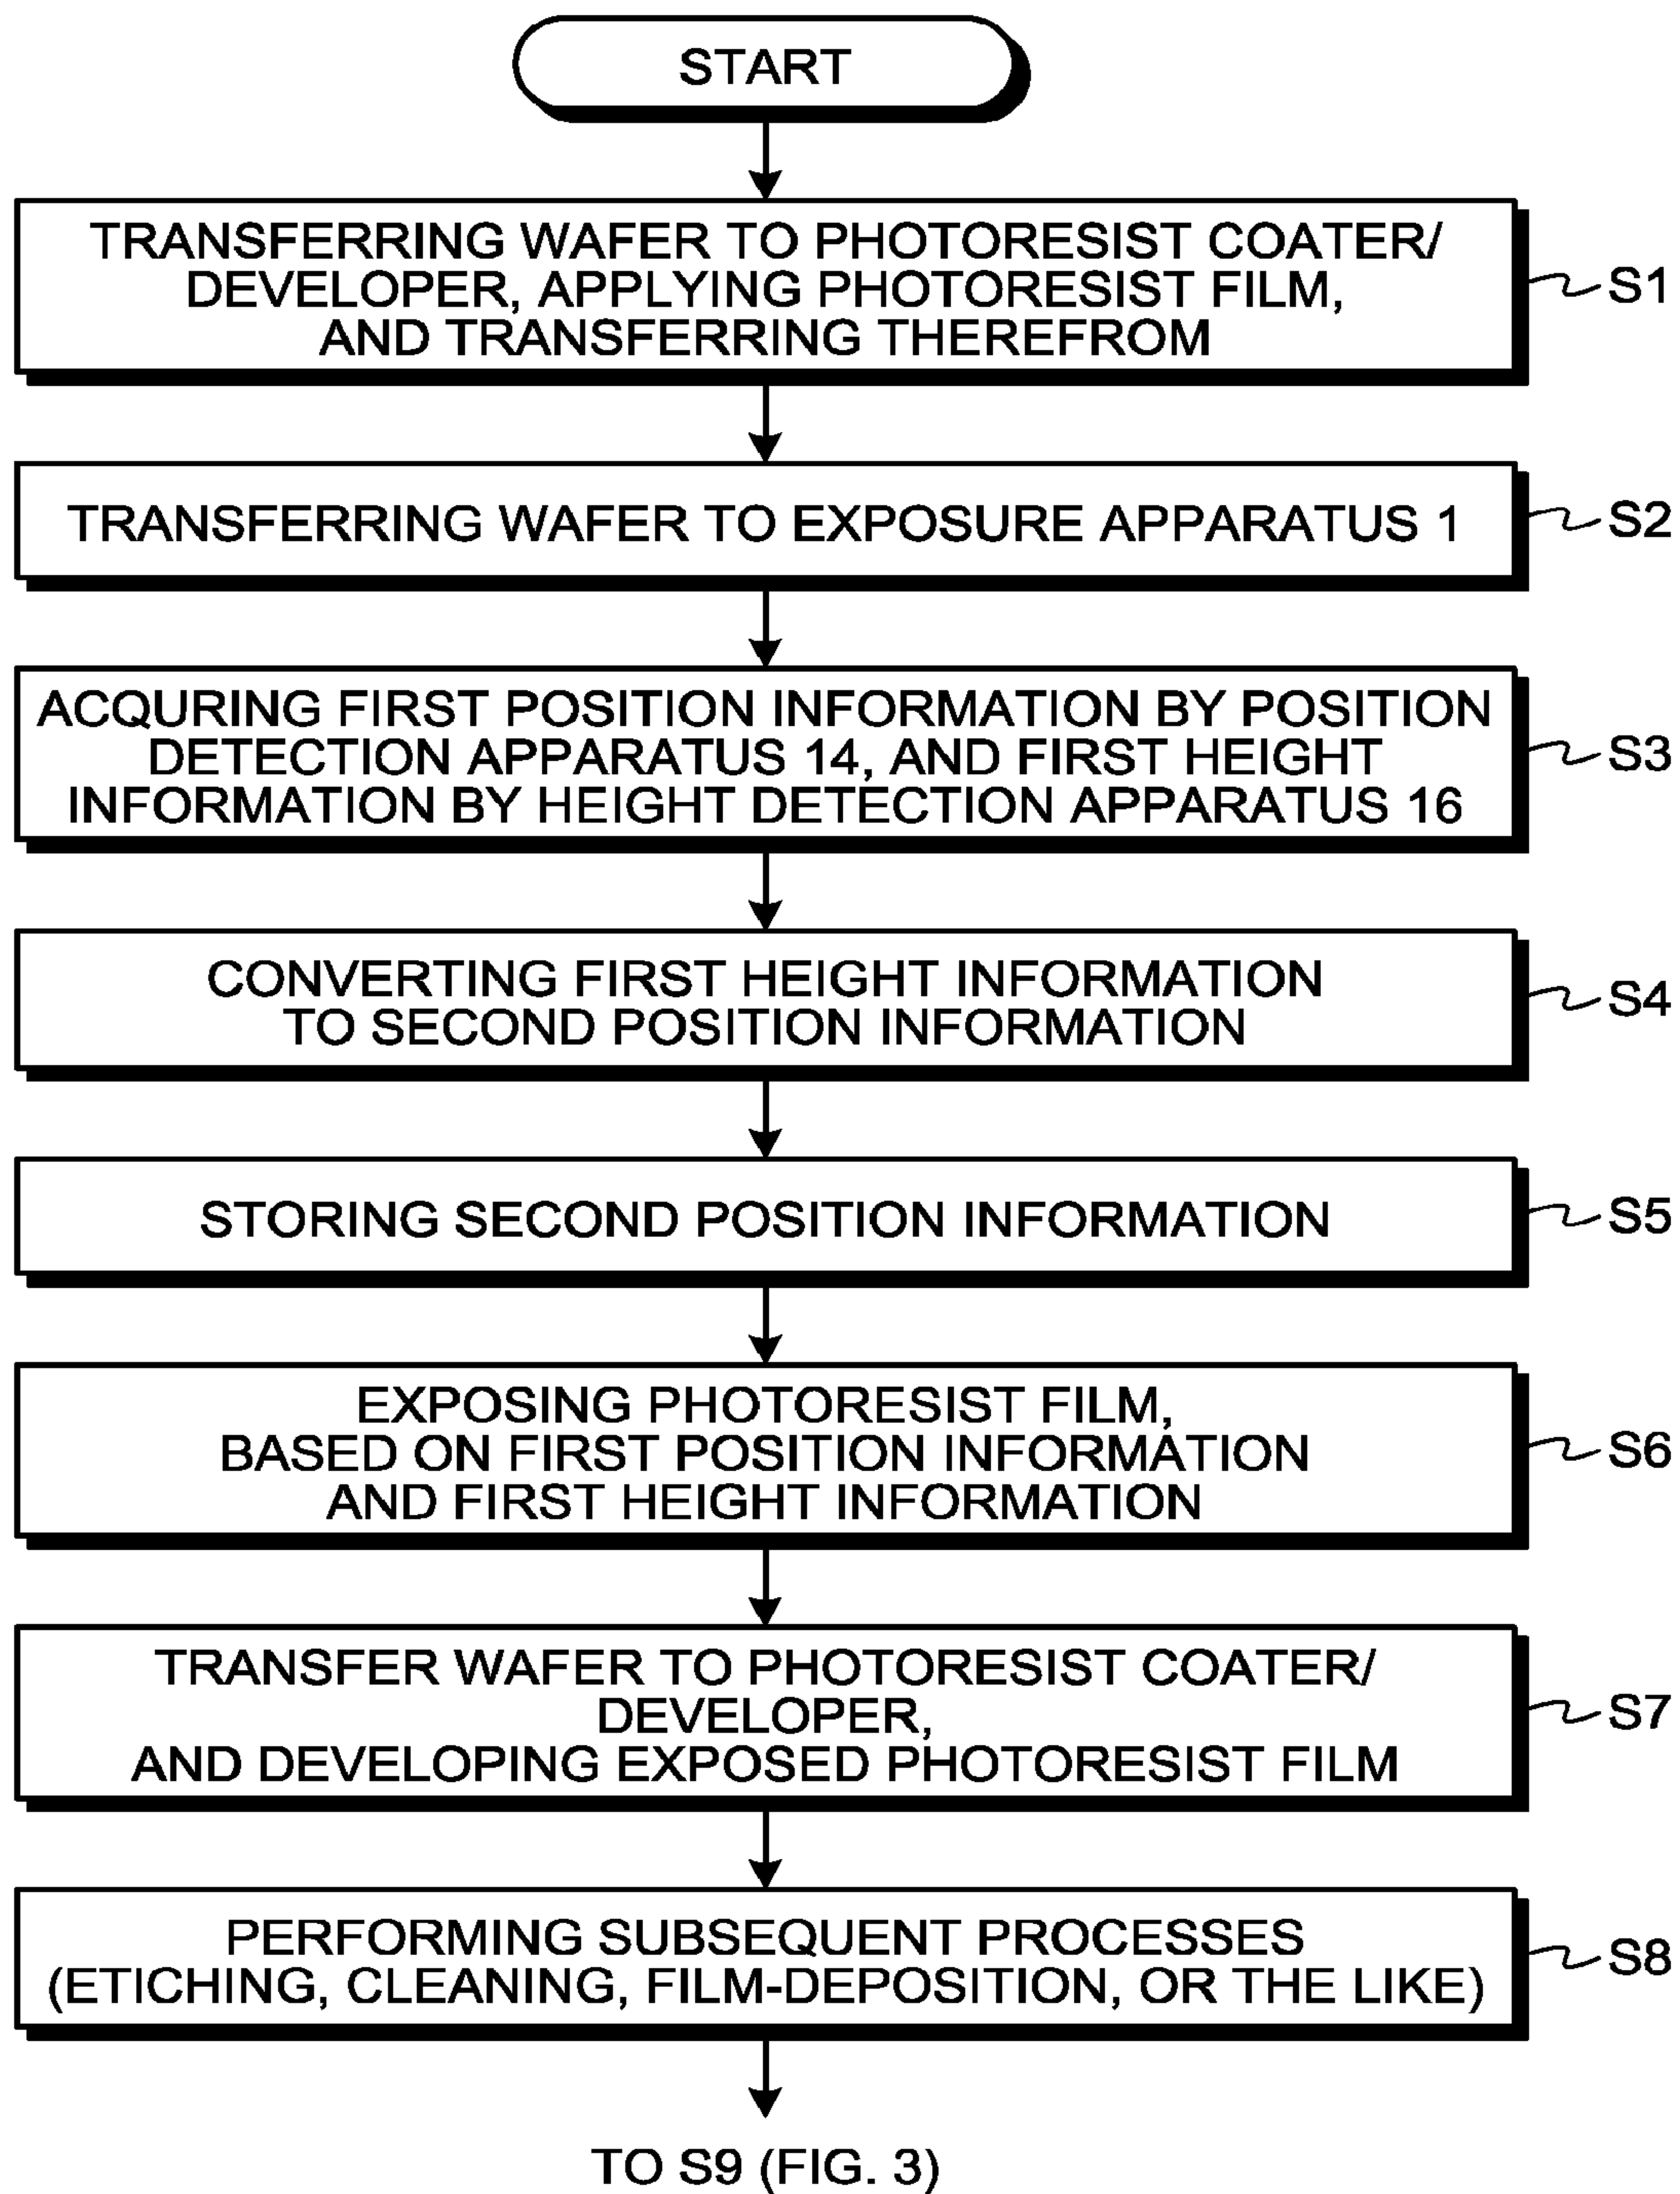 START
TRANSFERRING WAFER TO PHOTORESIST COATER/
DEVELOPER, APPLYING PHOTORESIST FILM,
AND TRANSFERRING THEREFROM
S1
TRANSFERRING WAFER TO EXPOSURE APPARATUS 1
S2
ACQURING FIRST POSITION INFORMATION BY POSITION
DETECTION APPARATUS 14, AND FIRST HEIGHT
INFORMATION BY HEIGHT DETECTION APPARATUS 16
S3
CONVERTING FIRST HEIGHT INFORMATION
TO SECOND POSITION INFORMATION
S4
STORING SECOND POSITION INFORMATION
S5
EXPOSING PHOTORESIST FILM,
BASED ON FIRST POSITION INFORMATION
AND FIRST HEIGHT INFORMATION
S6
TRANSFER WAFER TO PHOTORESIST COATER/
DEVELOPER,
AND DEVELOPING EXPOSED PHOTORESIST FILM
S7
PERFORMING SUBSEQUENT PROCESSES
(ETICHING, CLEANING, FILM-DEPOSITION, OR THE LIKE)
S8
TO S9 (FIG. 3)